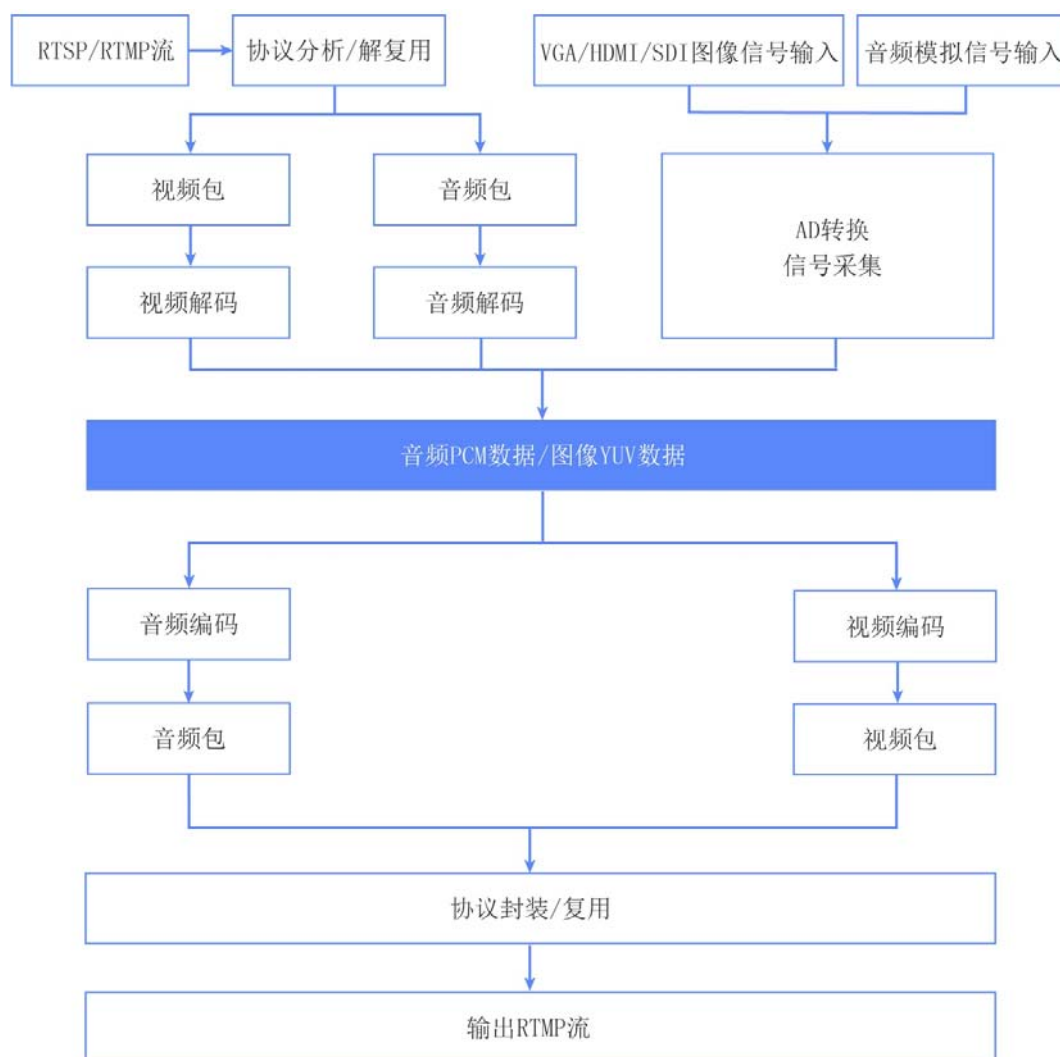 RTSP/RTMP流
协议分析/解复用
VGA/HDMI/SDI图像信号输入
音频模拟信号输入
视频包
音频包
AD转换
信号采集
视频解码
音频解码
音频PCM数据/图像YUV数据
音频编码
视频编码
音频包
视频包
协议封装/复用
输出RTMP流